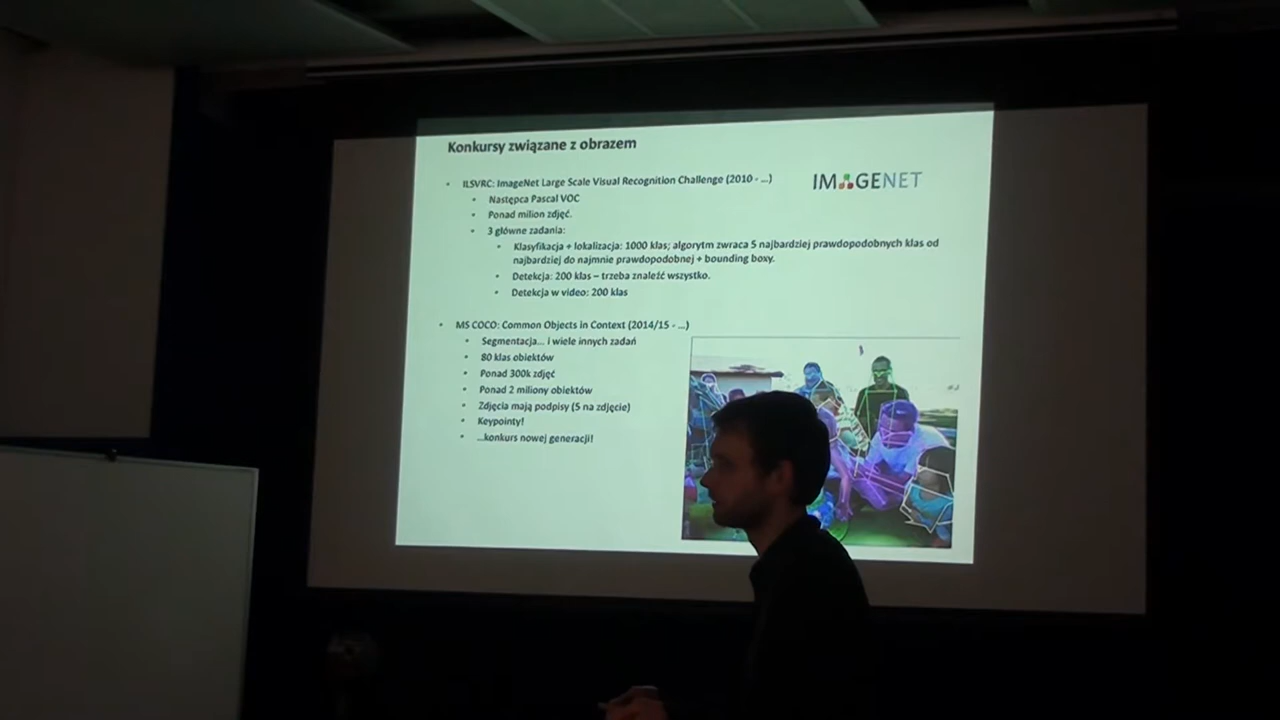 Konkursy związane z obrazem
ILSVRC: ImageNet Large Scale Visual Recognition Challenge (2010 - ...)
IMAGENET
Następca Pascal VOC
Ponad milion zdjęć.
3 główne zadania:
Klasyfikacja + lokalizacja: 1000 klas; algorytm zwraca 5 najbardziej prawdopodobnych klas od
najbardziej do najmnie prawdopodobnej + bounding boxy.
Detekcja: 200 klas – trzeba znaleźć wszystko.
Detekcja w video: 200 klas
MS COCO: Common Objects in Context (2014/15 - ...)
Segmentacja... i wiele innych zadań
80 klas obiektów
Ponad 300k zdjęć
Ponad 2 miliony obiektów
Zdjęcia mają podpisy (5 na zdjęcie)
Keypointy!
...konkurs nowej generacji!